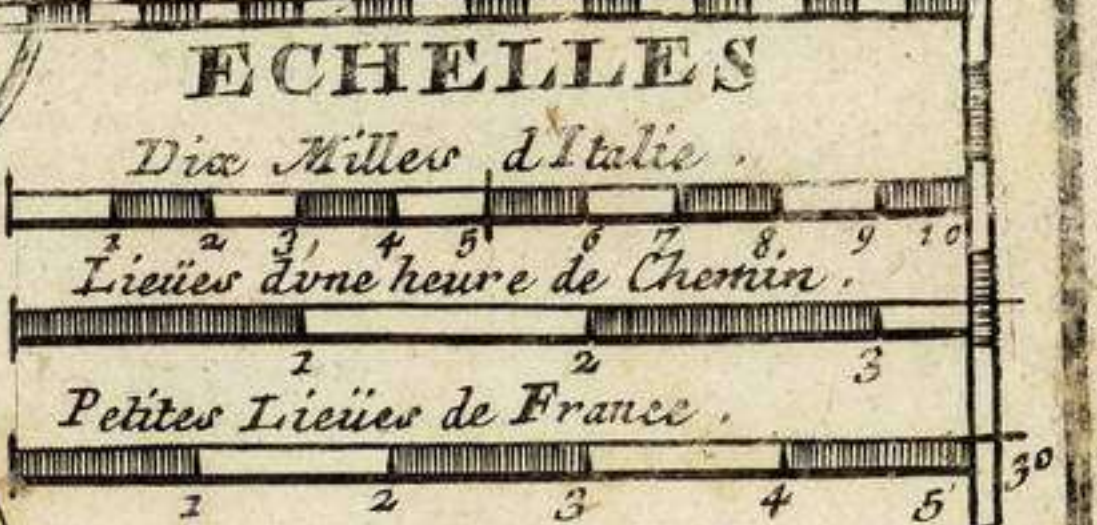 ECHELLES
Dix Milles d'Italie.
1 2 3 4 5 6 7 8 9 10
Lieües dvne heure de Chemin.
1 2 3
Petites Lieües de France.
1 2 3 4 5
30